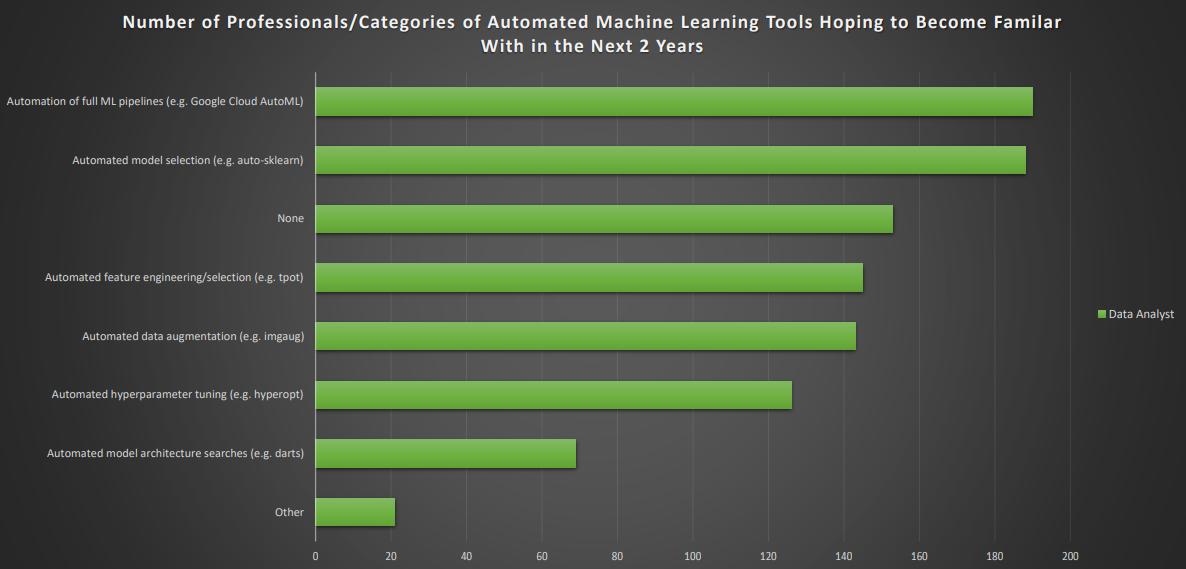 Number of Professionals/Categories of Automated Machine Learning Tools Hoping to Become Familar
With in the Next 2 Years
Automation of full ML pipelines (e.g. Google Cloud AutoML)
Automated model selection (e.g. auto-sklearn)
None
Automated feature engineering/selection (e.g. tpot)
Automated data augmentation (e.g. imgaug)
Automated hyperparameter tuning (e.g. hyperopt)
Automated model architecture searches (e.g. darts)
Other
0 20 40 60 80 100 120 140 160 180 200
Data Analyst